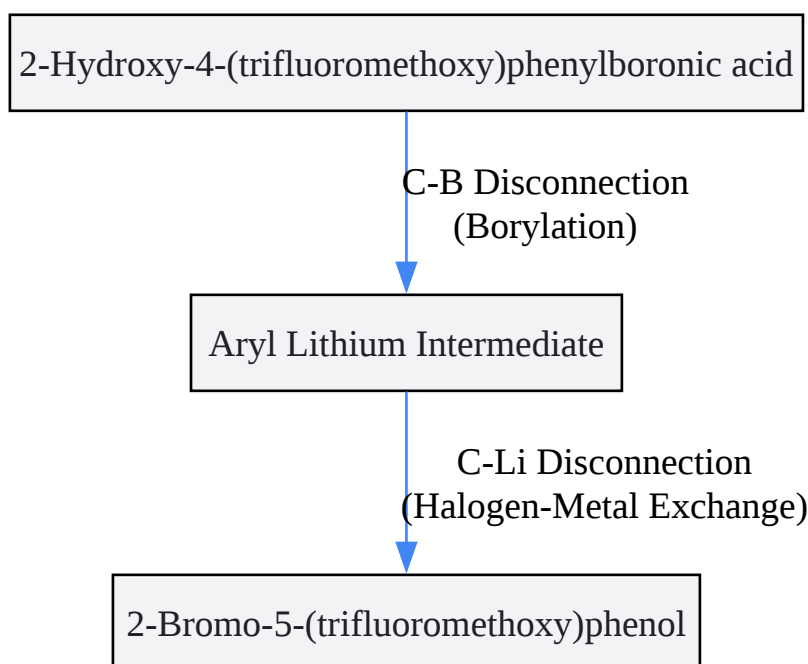 2-Hydroxy-4-(trifluoromethoxy)phenylboronic acid
C-B Disconnection
(Borylation)
Aryl Lithium Intermediate
C-Li Disconnection
(Halogen-Metal Exchange)
2-Bromo-5-(trifluoromethoxy)phenol